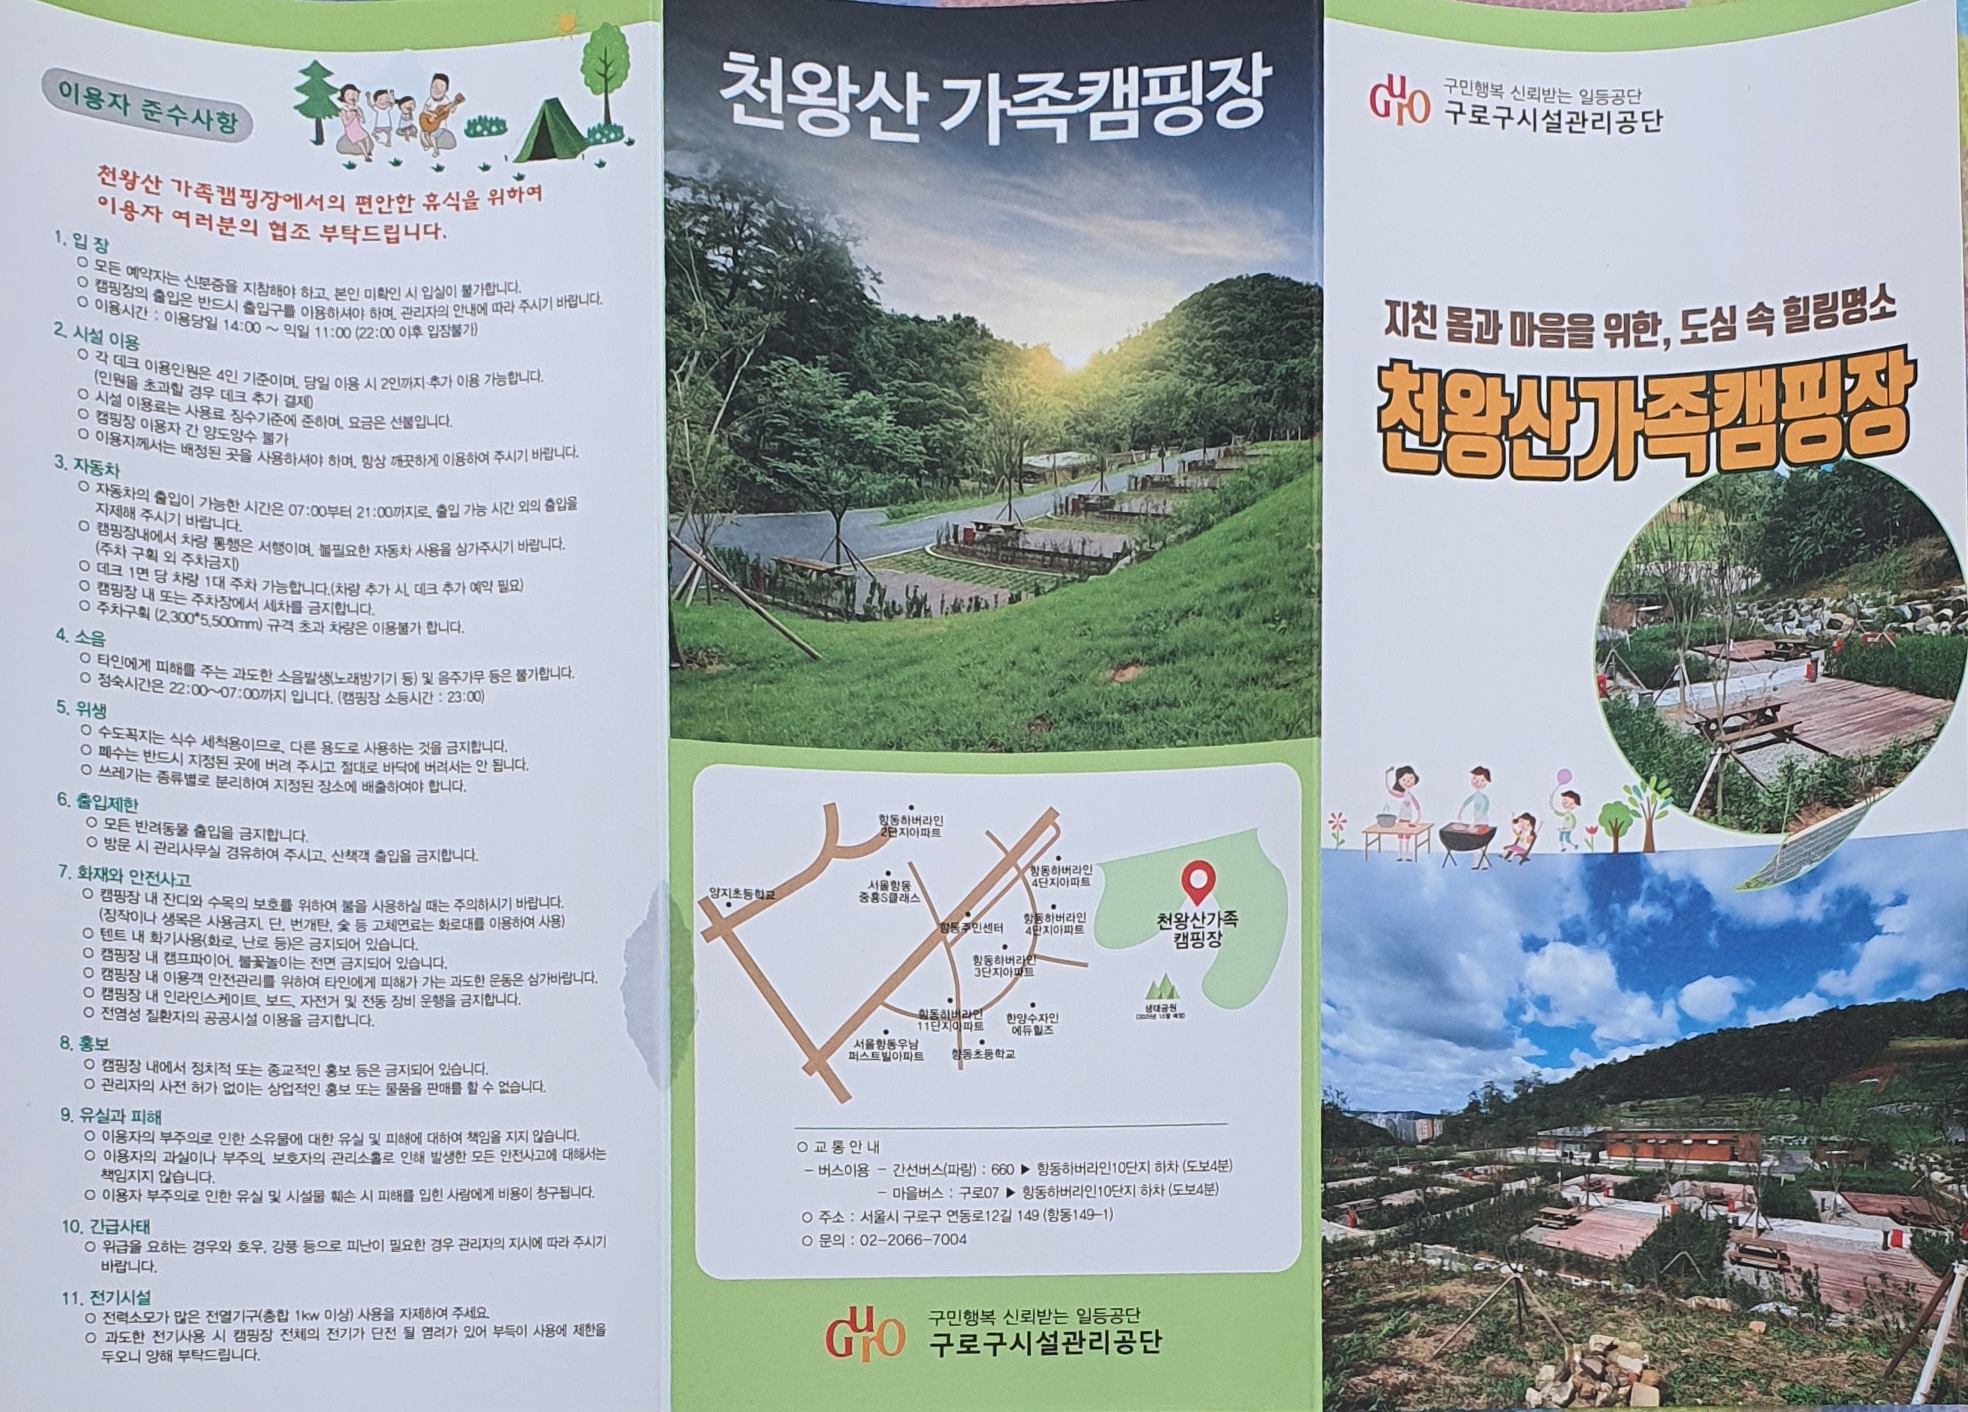 이용자 준수사항
천왕산 가족캠핑장에서의 편안한 휴식을 위하여
이용자 여러분의 협조 부탁드립니다.
1. 입 장
○ 모든 예약자는 신분증을 지참해야 하고, 본인 미확인 시 입실이 불가합니다.
○ 캠핑장의 출입은 반드시 출입구를 이용하셔야 하며, 관리자의 안내에 따라 주시기 바랍니다.
○ 이용시간 : 이용당일 14:00 ~ 익일 11:00 (22:00 이후 입장불가)
2. 시설 이용
○ 각 데크 이용인원은 4인 기준이며, 당일 이용 시 2인까지 추가 이용 가능합니다.
(인원을 초과할 경우 데크 추가 결제)
○ 시설 이용료는 사용료 징수기준에 준하며, 요금은 선불입니다.
○ 캠핑장 이용자 간 양도양수 불가
○ 이용자께서는 배정된 곳을 사용하셔야 하며, 항상 깨끗하게 이용하여 주시기 바랍니다.
3. 자동차
○ 자동차의 출입이 가능한 시간은 07:00부터 21:00까지로, 출입 가능 시간 외의 출입을
자제해 주시기 바랍니다.
○ 캠핑장내에서 차량 통행은 서행이며, 불필요한 자동차 사용을 삼가주시기 바랍니다.
(주차 구획 외 주차금지)
○ 데크 1면 당 차량 1대 주차 가능합니다.(차량 추가 시, 데크 추가 예약 필요)
○ 캠핑장 내 또는 주차장에서 세차를 금지합니다.
○ 주차구획 (2,300*5,500mm) 규격 초과 차량은 이용불가 합니다.
4. 소음
○ 타인에게 피해를 주는 과도한 소음발생(노래방기기 등) 및 음주가무 등은 불가합니다.
○ 정숙시간은 22:00~07:00까지 입니다. (캠핑장 소등시간 : 23:00)
5. 위생
○ 수도꼭지는 식수 세척용이므로, 다른 용도로 사용하는 것을 금지합니다.
○ 폐수는 반드시 지정된 곳에 버려 주시고 절대로 바닥에 버려서는 안 됩니다.
○ 쓰레기는 종류별로 분리하여 지정된 장소에 배출하여야 합니다.
6. 출입제한
○ 모든 반려동물 출입을 금지합니다.
○ 방문 시 관리사무실 경유하여 주시고, 산책객 출입을 금지합니다.
7. 화재와 안전사고
○ 캠핑장 내 잔디와 수목의 보호를 위하여 불을 사용하실 때는 주의하시기 바랍니다.
(장작이나 생목은 사용금지, 단, 번개탄, 숯 등 고체연료는 화로대를 이용하여 사용)
○ 텐트 내 화기사용(화로, 난로 등)은 금지되어 있습니다.
○ 캠핑장 내 캠프파이어, 불꽃놀이는 전면 금지되어 있습니다.
○ 캠핑장 내 이용객 안전관리를 위하여 타인에게 피해가 가는 과도한 운동은 삼가바랍니다.
○ 캠핑장 내 인라인스케이트, 보드, 자전거 및 전동 장비 운행을 금지합니다.
○ 전염성 질환자의 공공시설 이용을 금지합니다.
8. 홍보
○ 캠핑장 내에서 정치적 또는 종교적인 홍보 등은 금지되어 있습니다.
○ 관리자의 사전 허가 없이는 상업적인 홍보 또는 물품을 판매를 할 수 없습니다.
9. 유실과 피해
○ 이용자의 부주의로 인한 소유물에 대한 유실 및 피해에 대하여 책임을 지지 않습니다.
○ 이용자의 과실이나 부주의, 보호자의 관리소홀로 인해 발생한 모든 안전사고에 대해서는
책임지지 않습니다.
○ 이용자 부주의로 인한 유실 및 시설물 훼손 시 피해를 입힌 사람에게 비용이 청구됩니다.
10. 긴급사태
○ 위급을 요하는 경우와 호우, 강풍 등으로 피난이 필요한 경우 관리자의 지시에 따라 주시기
바랍니다.
11. 전기시설
○ 전력소모가 많은 전열기구(총합 1kw 이상) 사용을 자제하여 주세요
○ 과도한 전기사용 시 캠핑장 전체의 전기가 단전 될 염려가 있어 부득이 사용에 제한을
두오니 양해 부탁드립니다.
천왕산 가족캠핑장
항동하버라인
2단지아파트
양지초등학교
서울항동
중흥S클래스
항동하버라인
4단지아파트
항동주민센터
항동하버라인
4단지아파트
항동하버라인
3단지아파트
천왕산가족
캠핑장
생태공원
항동하버라인
11단지아파트
한양수자인
에듀힐즈
서울항동우남
퍼스트빌아파트
항동초등학교
○ 교 통 안 내
- 버스이용 - 간선버스(파랑) : 660 ▶ 항동하버라인10단지 하차 (도보4분)
- 마을버스 : 구로07 ▶ 항동하버라인10단지 하차 (도보4분)
○ 주소 : 서울시 구로구 연동로12길 149 (항동149-1)
○ 문의 : 02-2066-7004
GurO
구민행복 신뢰받는 일등공단
구로구시설관리공단
GurO
구민행복 신뢰받는 일등공단
구로구시설관리공단
지친 몸과 마음을 위한, 도심 속 힐링명소
천왕산가족캠핑장